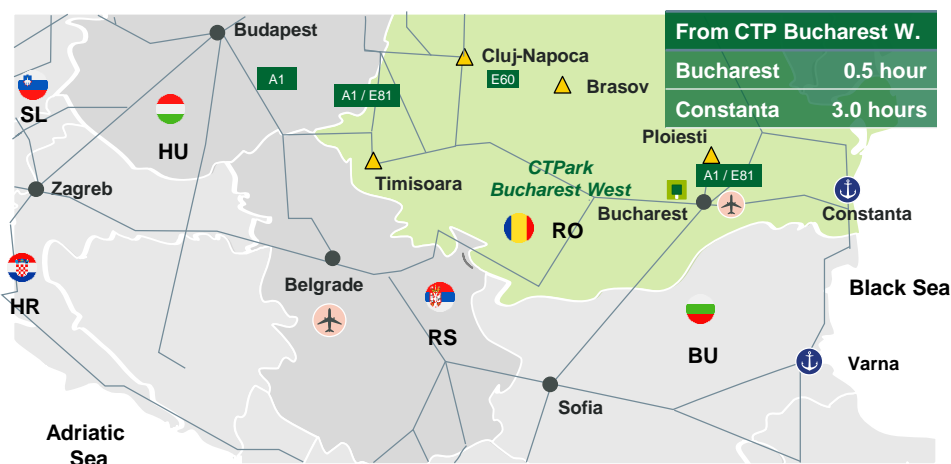 From CTP Bucharest W.
Bucharest 0.5 hour
Constanta 3.0 hours
Budapest
Cluj-Napoca
A1
E60
Brasov
A1 / E81
SL
HU
Ploiesti
CTPark
Bucharest West
Timisoara
A1 / E81
Zagreb
Bucharest
Constanta
RO
Belgrade
HR
Black Sea
RS
BU
Varna
Sofia
Adriatic
Sea